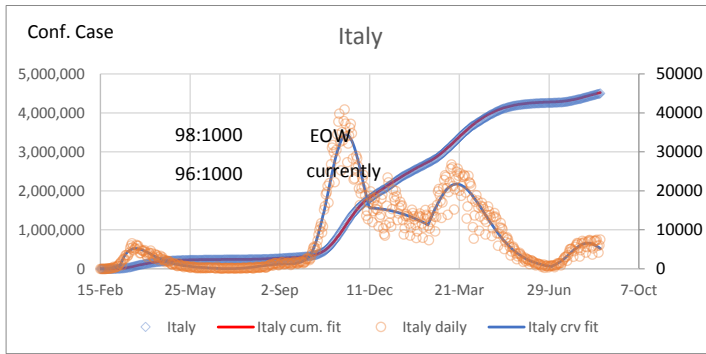 Conf. Case
Italy
5,000,000
50000
4,000,000
40000
98:1000 EOW
3,000,000
30000
96:1000 currently
2,000,000
20000
1,000,000
10000
0
0
15-Feb 25-May 2-Sep 11-Dec 21-Mar 29-Jun 7-Oct
Italy Italy cum. fit Italy daily Italy crv fit